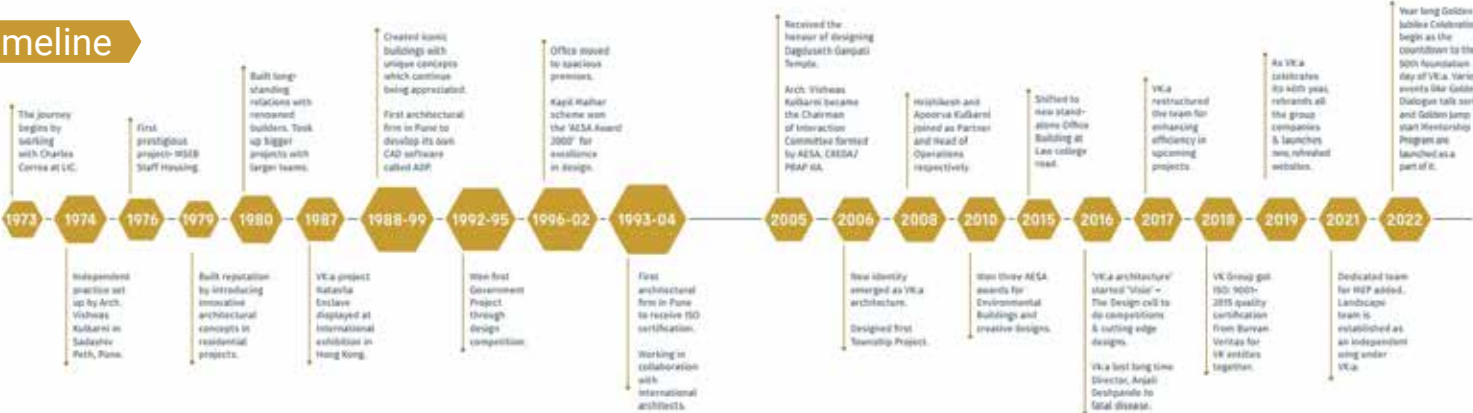 meline
The journey
begins by
working
with Charles
Correa at LIC.
First
prestigious
project- MSEB
Staff Housing.
Built long-
standing
relations with
renowned
builders. Took
up bigger
projects with
larger teams.
Created iconic
buildings with
unique concepts
which continue
being appreciated.
First architectural
firm in Pune to
develop its own
CAD software
called ADP.
Office moved
to spacious
premises.
Kapil Malhar
scheme won
the 'AESA Award
2000' for
excellence
in design.
Received the
honour of designing
Dagduseth Ganpati
Temple.
Arch. Vishwas
Kulkarni became
the Chairman
of Interaction
Committee formed
by AESA, CREDAI
PBAP IIA.
Hrishikesh and
Apoorva Kulkarni
joined as Partner
and Head of
Operations
respectively.
Shifted to
new stand-
alone Office
Building at
Law college
road.
VK:a
restructured
the team for
enhancing
efficiency in
upcoming
projects.
As VK:a
celebrates
its 46th year,
rebrands all
the group
companies
& launches
new, refreshed
websites.
Year long Golden
Jubilee Celebratio
begin as the
countdown to the
50th foundation
day of VK:a. Vario
events like Golde
Dialogue talk ser
and Golden Jump
start Mentorship
Program are
launched as a
part of it.
1973 1974 1976 1979 1980 1987 1988-99 1992-95 1996-02 1993-04 2005 2006 2008 2010 2015 2016 2017 2018 2019 2021 2022
Independent
practice set
up by Arch.
Vishwas
Kulkarni in
Sadashiv
Peth, Pune.
Built reputation
by introducing
innovative
architectural
concepts in
residential
projects.
VK:a project
Natasha
Enclave
displayed at
International
exhibition in
Hong Kong.
Won first
Government
Project
through
design
competition.
First
architectural
firm in Pune
to receive ISO
certification.
Working in
collaboration
with
international
architects.
New identity
emerged as VK:a
architecture.
Designed first
Township Project.
Won three AESA
awards for
Environmental
Buildings and
creative designs.
'VK:a architecture'
started 'Visio' –
The Design cell to
do competitions
& cutting edge
designs.
VK:a lost long time
Director, Anjali
Deshpande to
fatal disease.
VK Group got
ISO: 9001-
2015 quality
certification
from Bureau
Veritas for
VK entities
together.
Dedicated team
for MEP added.
Landscape
team is
established as
an independent
wing under
VK:a.